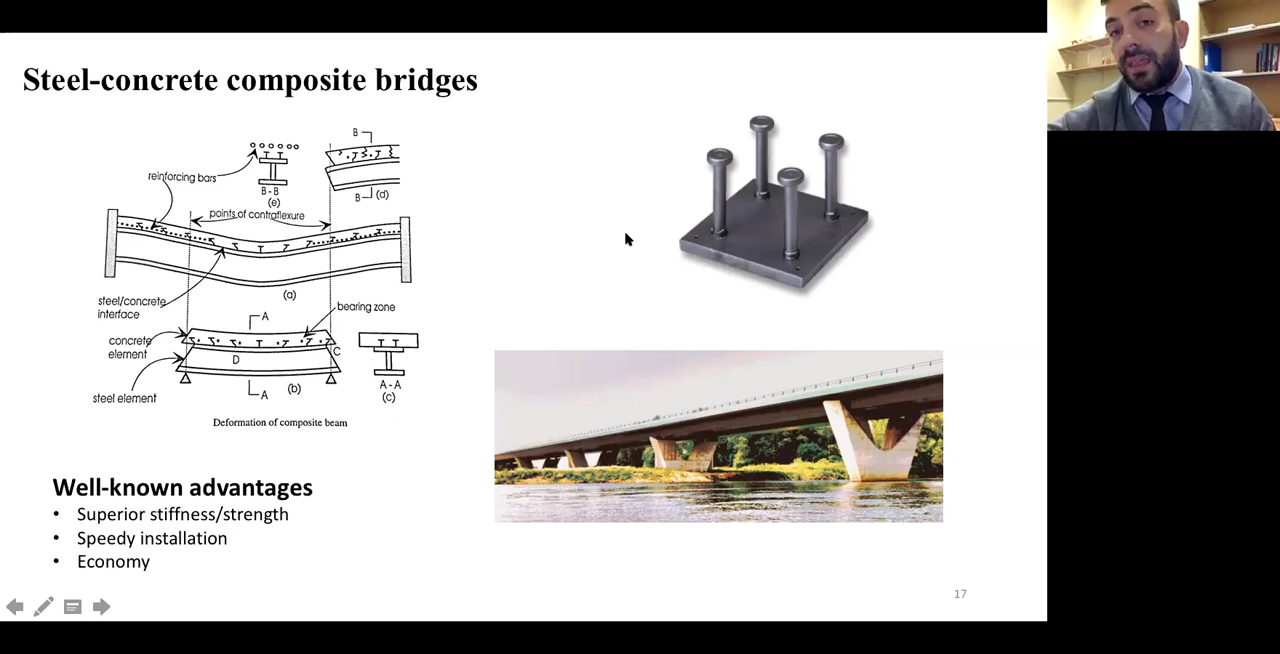 Steel-concrete composite bridges
B
reinforcing bars
B - B
(e)
B
(d)
points of contraflexure
(a)
steel/concrete
interface
A
bearing zone
concrete
element
D
C
steel element
A
(b)
A - A
(c)
Deformation of composite beam
Well-known advantages
• Superior stiffness/strength
• Speedy installation
• Economy
17